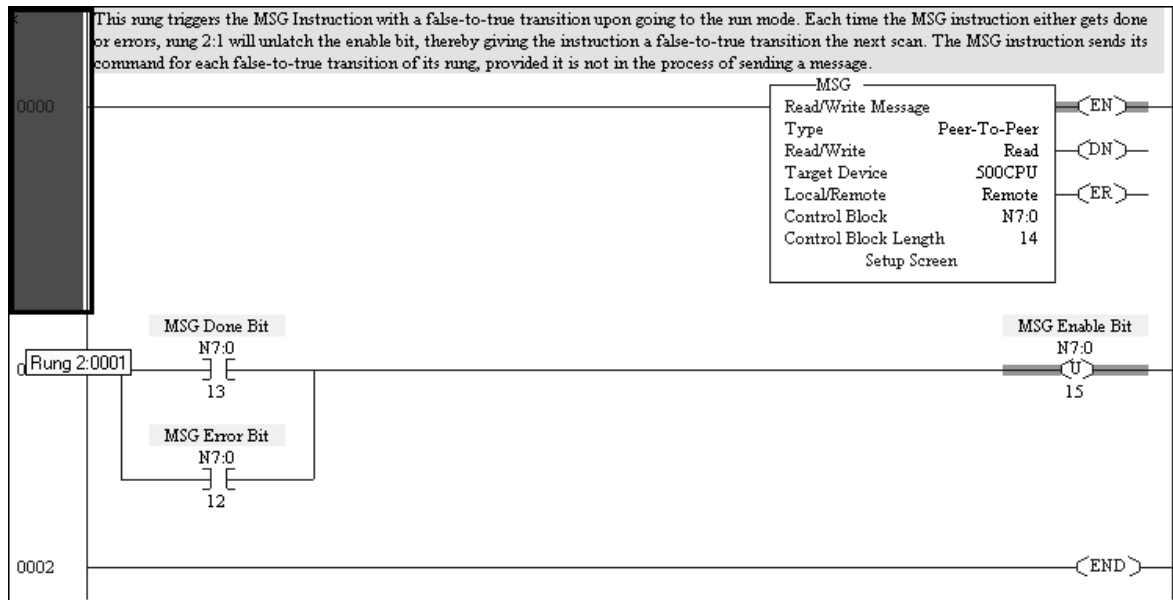 This rung triggers the MSG Instruction with a false-to-true transition upon going to the run mode. Each time the MSG instruction either gets done
or errors, rung 2:1 will unlatch the enable bit, thereby giving the instruction a false-to-true transition the next scan. The MSG instruction sends its
command for each false-to-true transition of its rung, provided it is not in the process of sending a message.
MSG
0000
Read/Write Message
EN
Type Peer-To-Peer
Read/Write Read
DN
Target Device 500CPU
Local/Remote Remote
ER
Control Block N7:0
Control Block Length 14
Setup Screen
MSG Done Bit
MSG Enable Bit
N7:0
N7:0
Rung 2:0001
U
13
15
MSG Error Bit
N7:0
12
0002
END